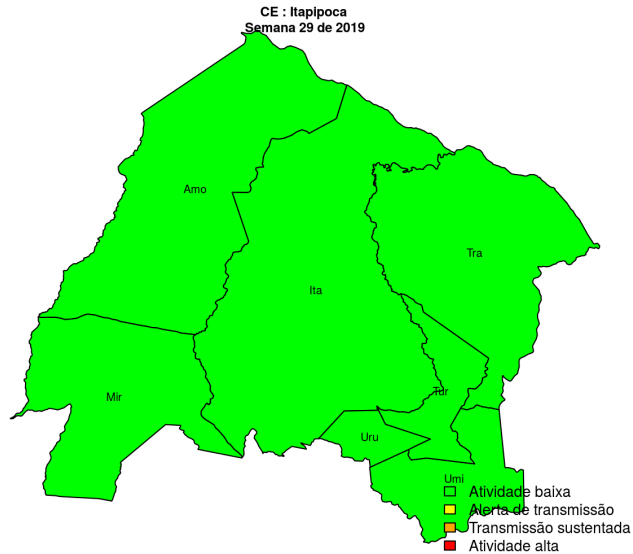 CE : Itapipoca
Semana 29 de 2019
Amo
Tra
Ita
Tur
Mir
Uru
Umi
Atividade baixa
Alerta de transmissão
Transmissão sustentada
Atividade alta